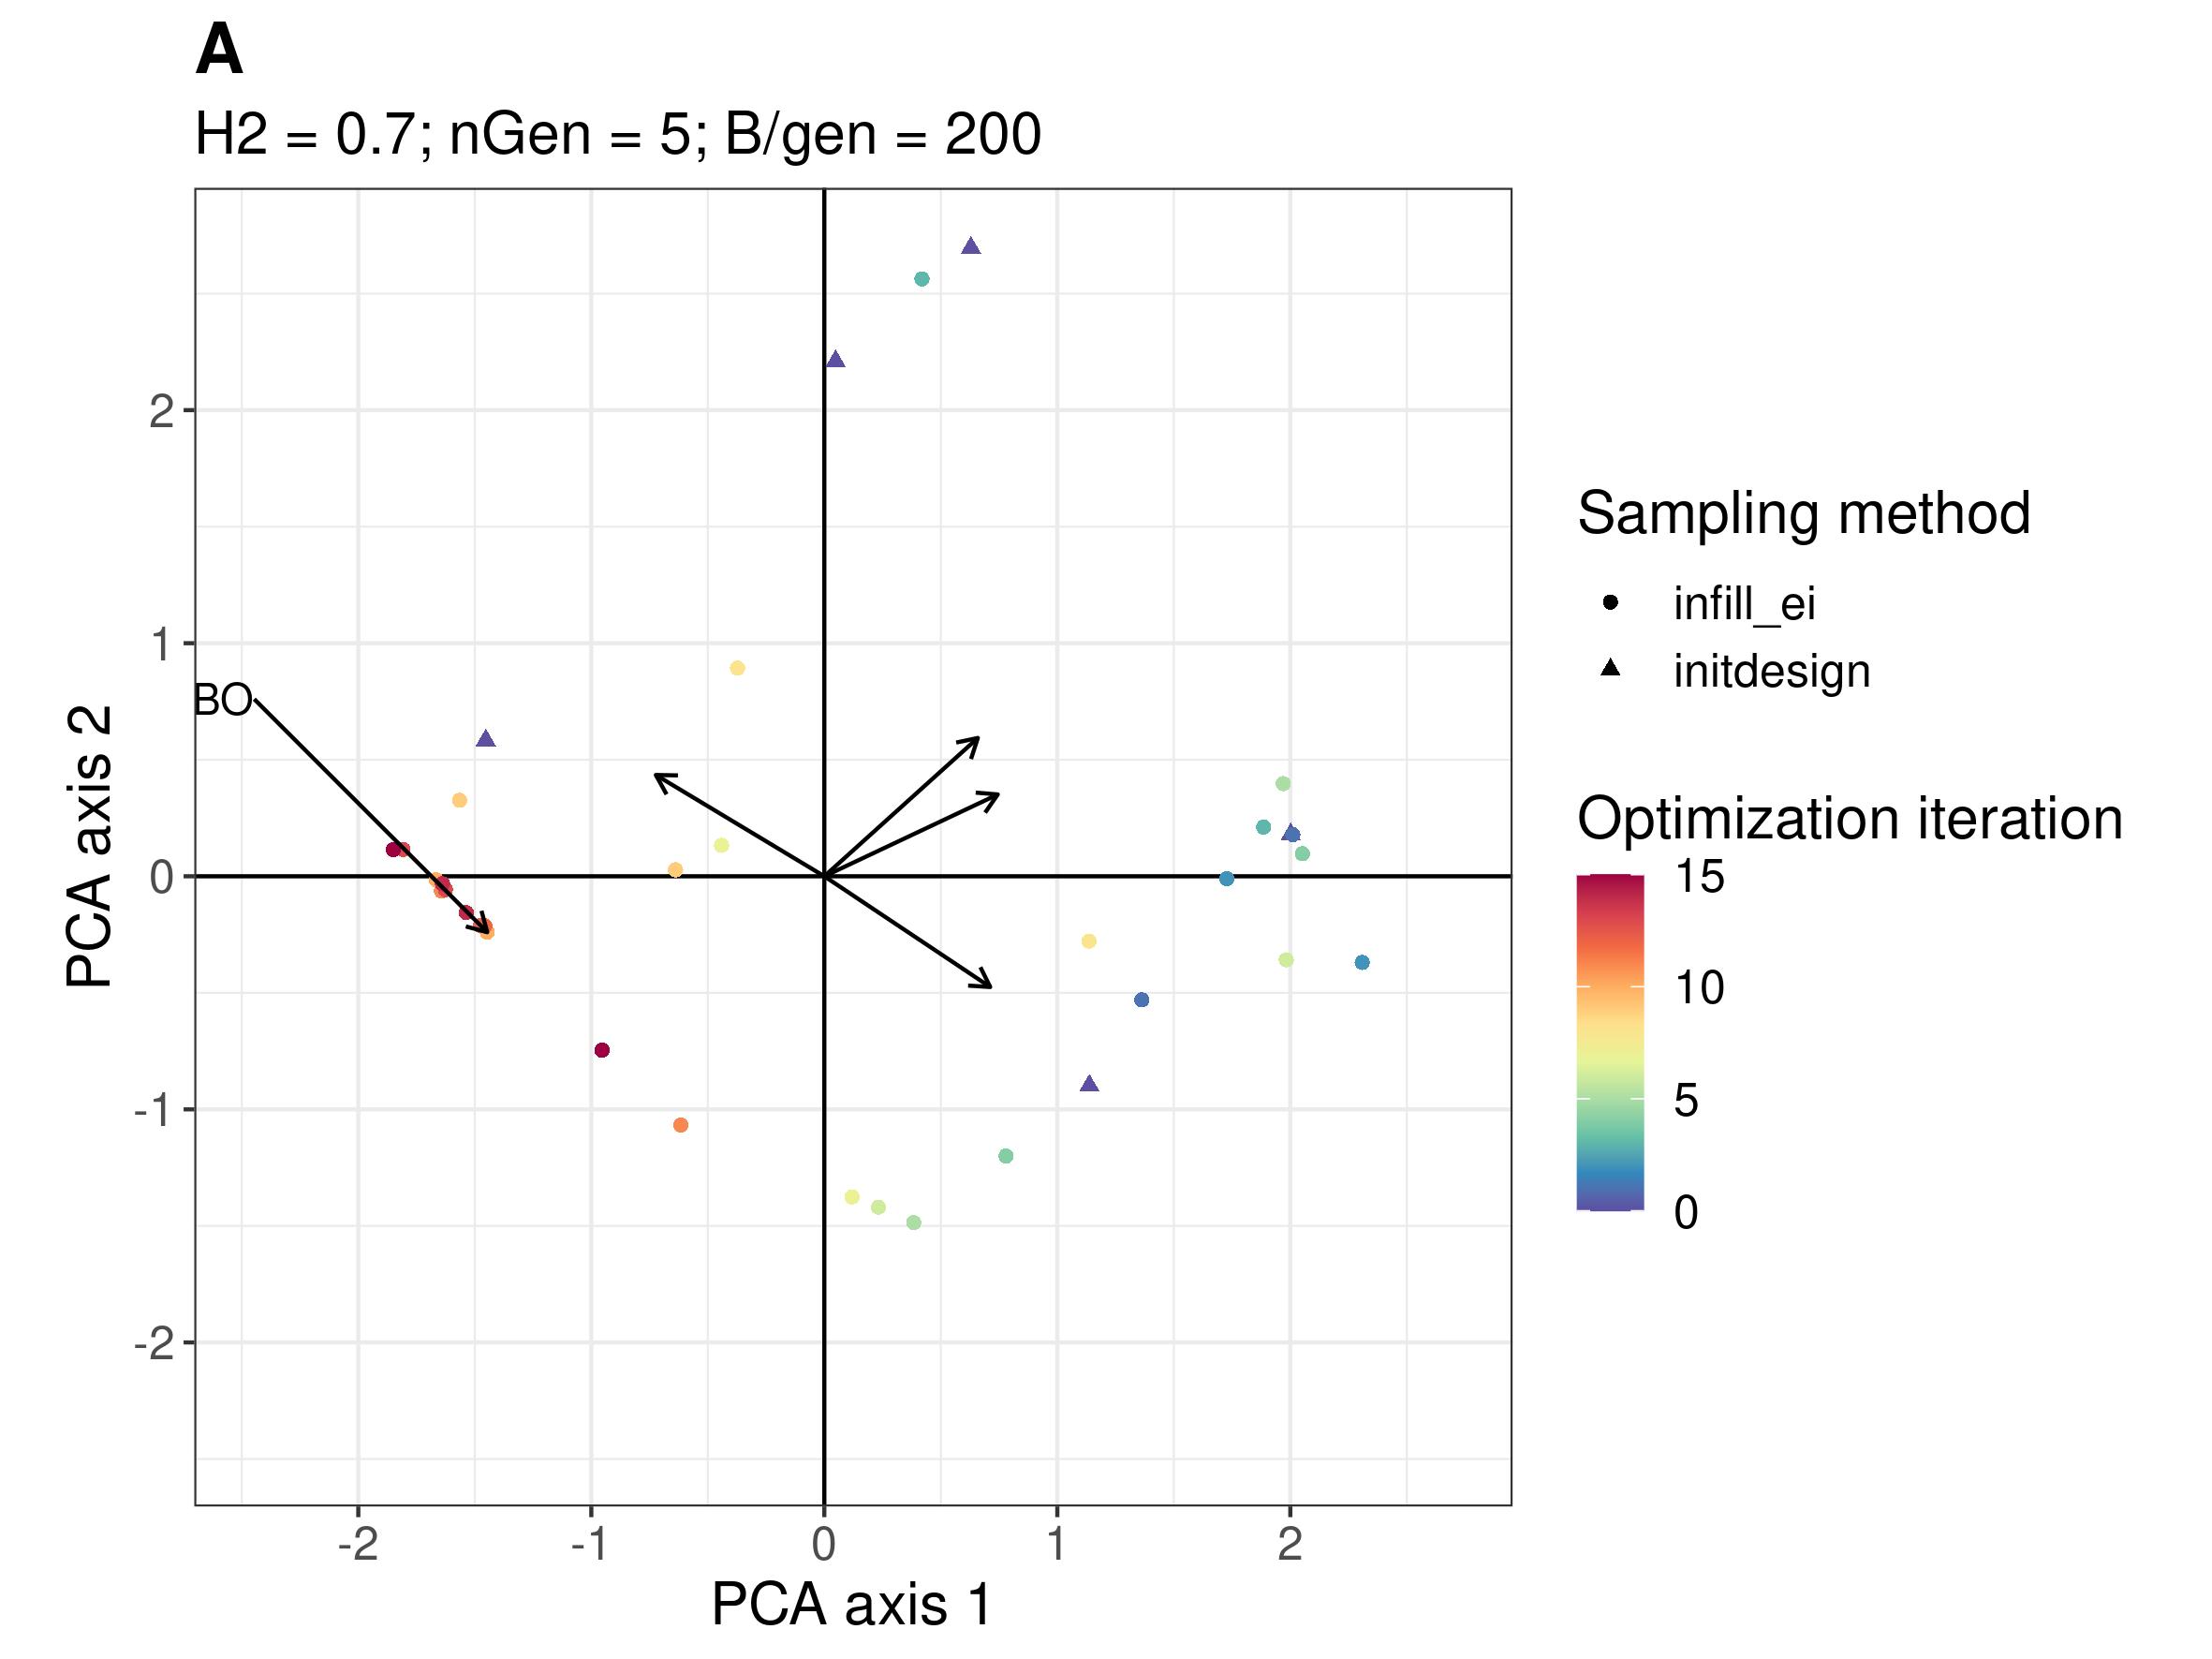 A
H2 = 0.7; nGen = 5; B/gen = 200
BO
PCA axis 2
2
1
0
-1
-2
-2
-1
0
1
2
PCA axis 1
Sampling method
infill_ei
initdesign
Optimization iteration
15
10
5
0